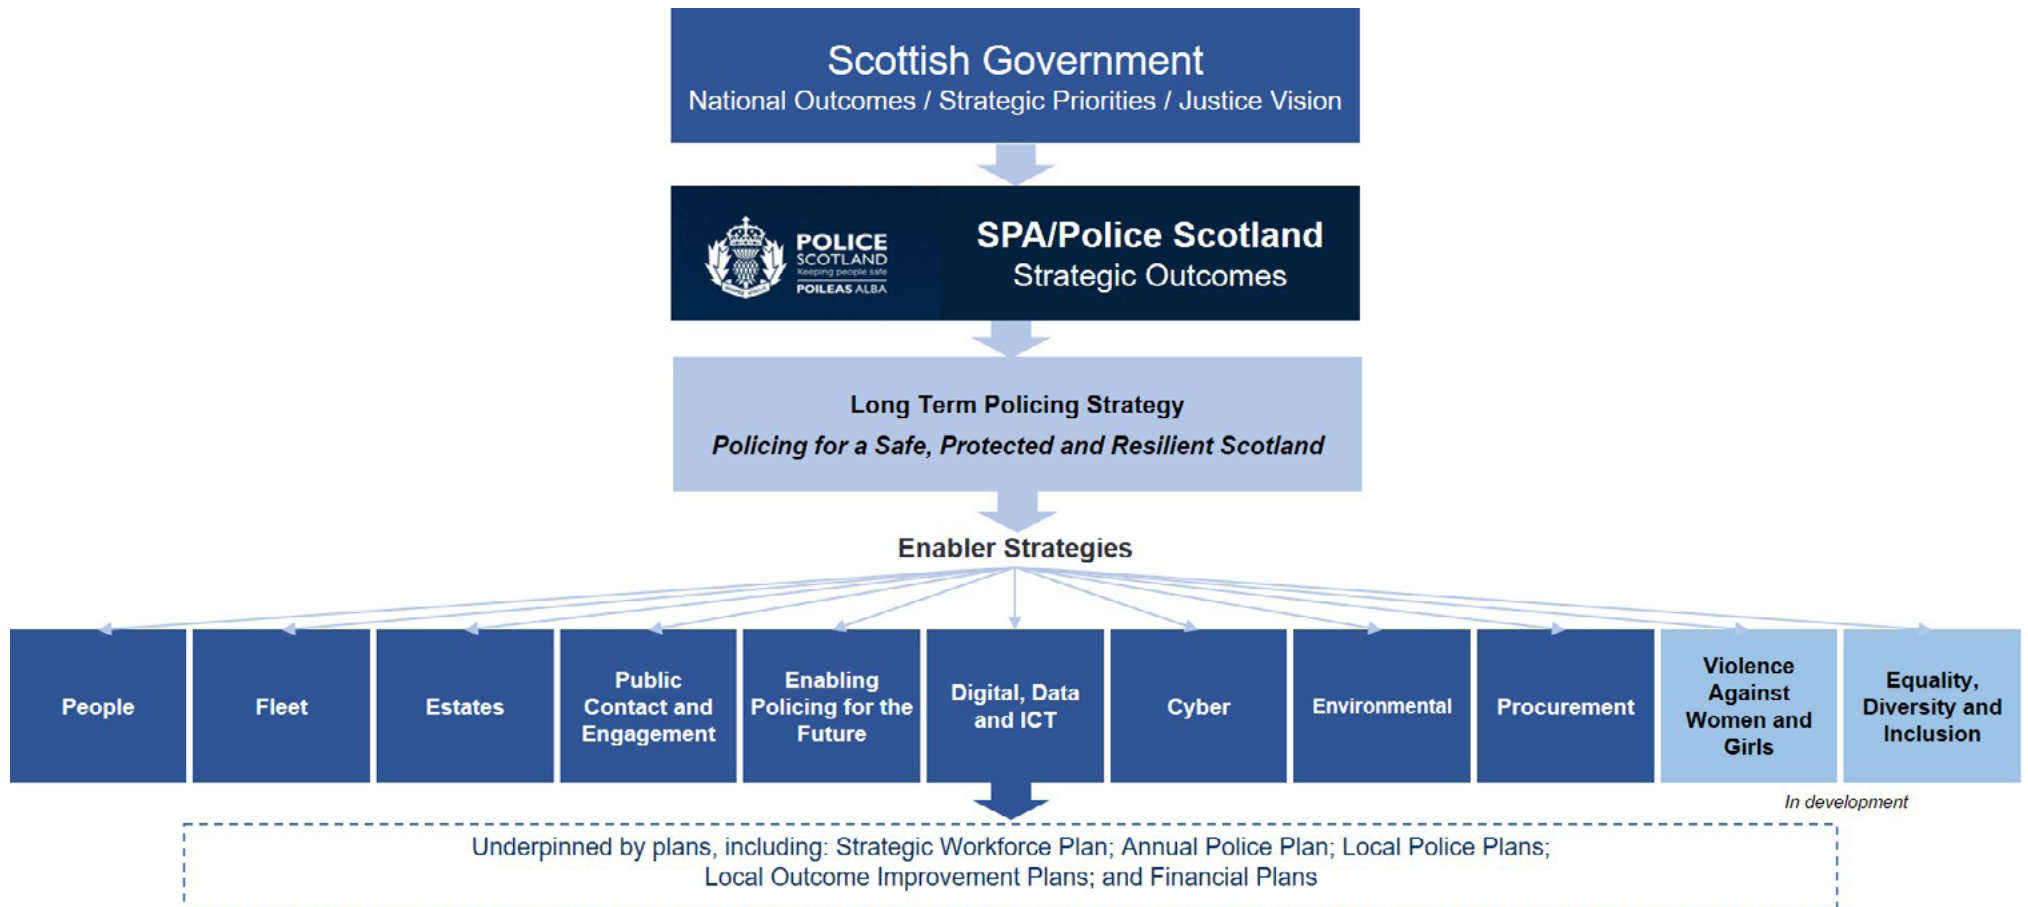 Scottish Government
National Outcomes / Strategic Priorities / Justice Vision
POLICE
SCOTLAND
Keeping people safe
POILEAS ALBA
SPA/Police Scotland
Strategic Outcomes
Long Term Policing Strategy
Policing for a Safe, Protected and Resilient Scotland
Enabler Strategies
People
Fleet
Estates
Public
Contact and
Engagement
Enabling
Policing for the
Future
Digital, Data
and ICT
Cyber
Environmental
Procurement
Violence
Against
Women and
Girls
Equality,
Diversity and
Inclusion
In development
Underpinned by plans, including: Strategic Workforce Plan; Annual Police Plan; Local Police Plans;
Local Outcome Improvement Plans; and Financial Plans